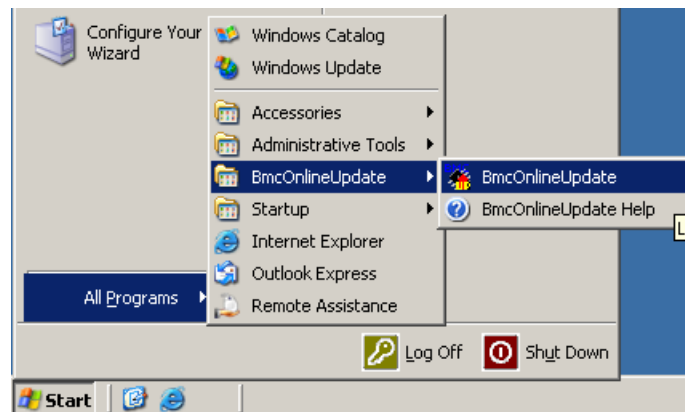 Configure Your
Wizard
Windows Catalog
Windows Update
Accessories
Administrative Tools
BmcOnlineUpdate
BmcOnlineUpdate
Startup
BmcOnlineUpdate Help
L
Internet Explorer
Outlook Express
All Programs
Remote Assistance
Log Off
Shut Down
Start